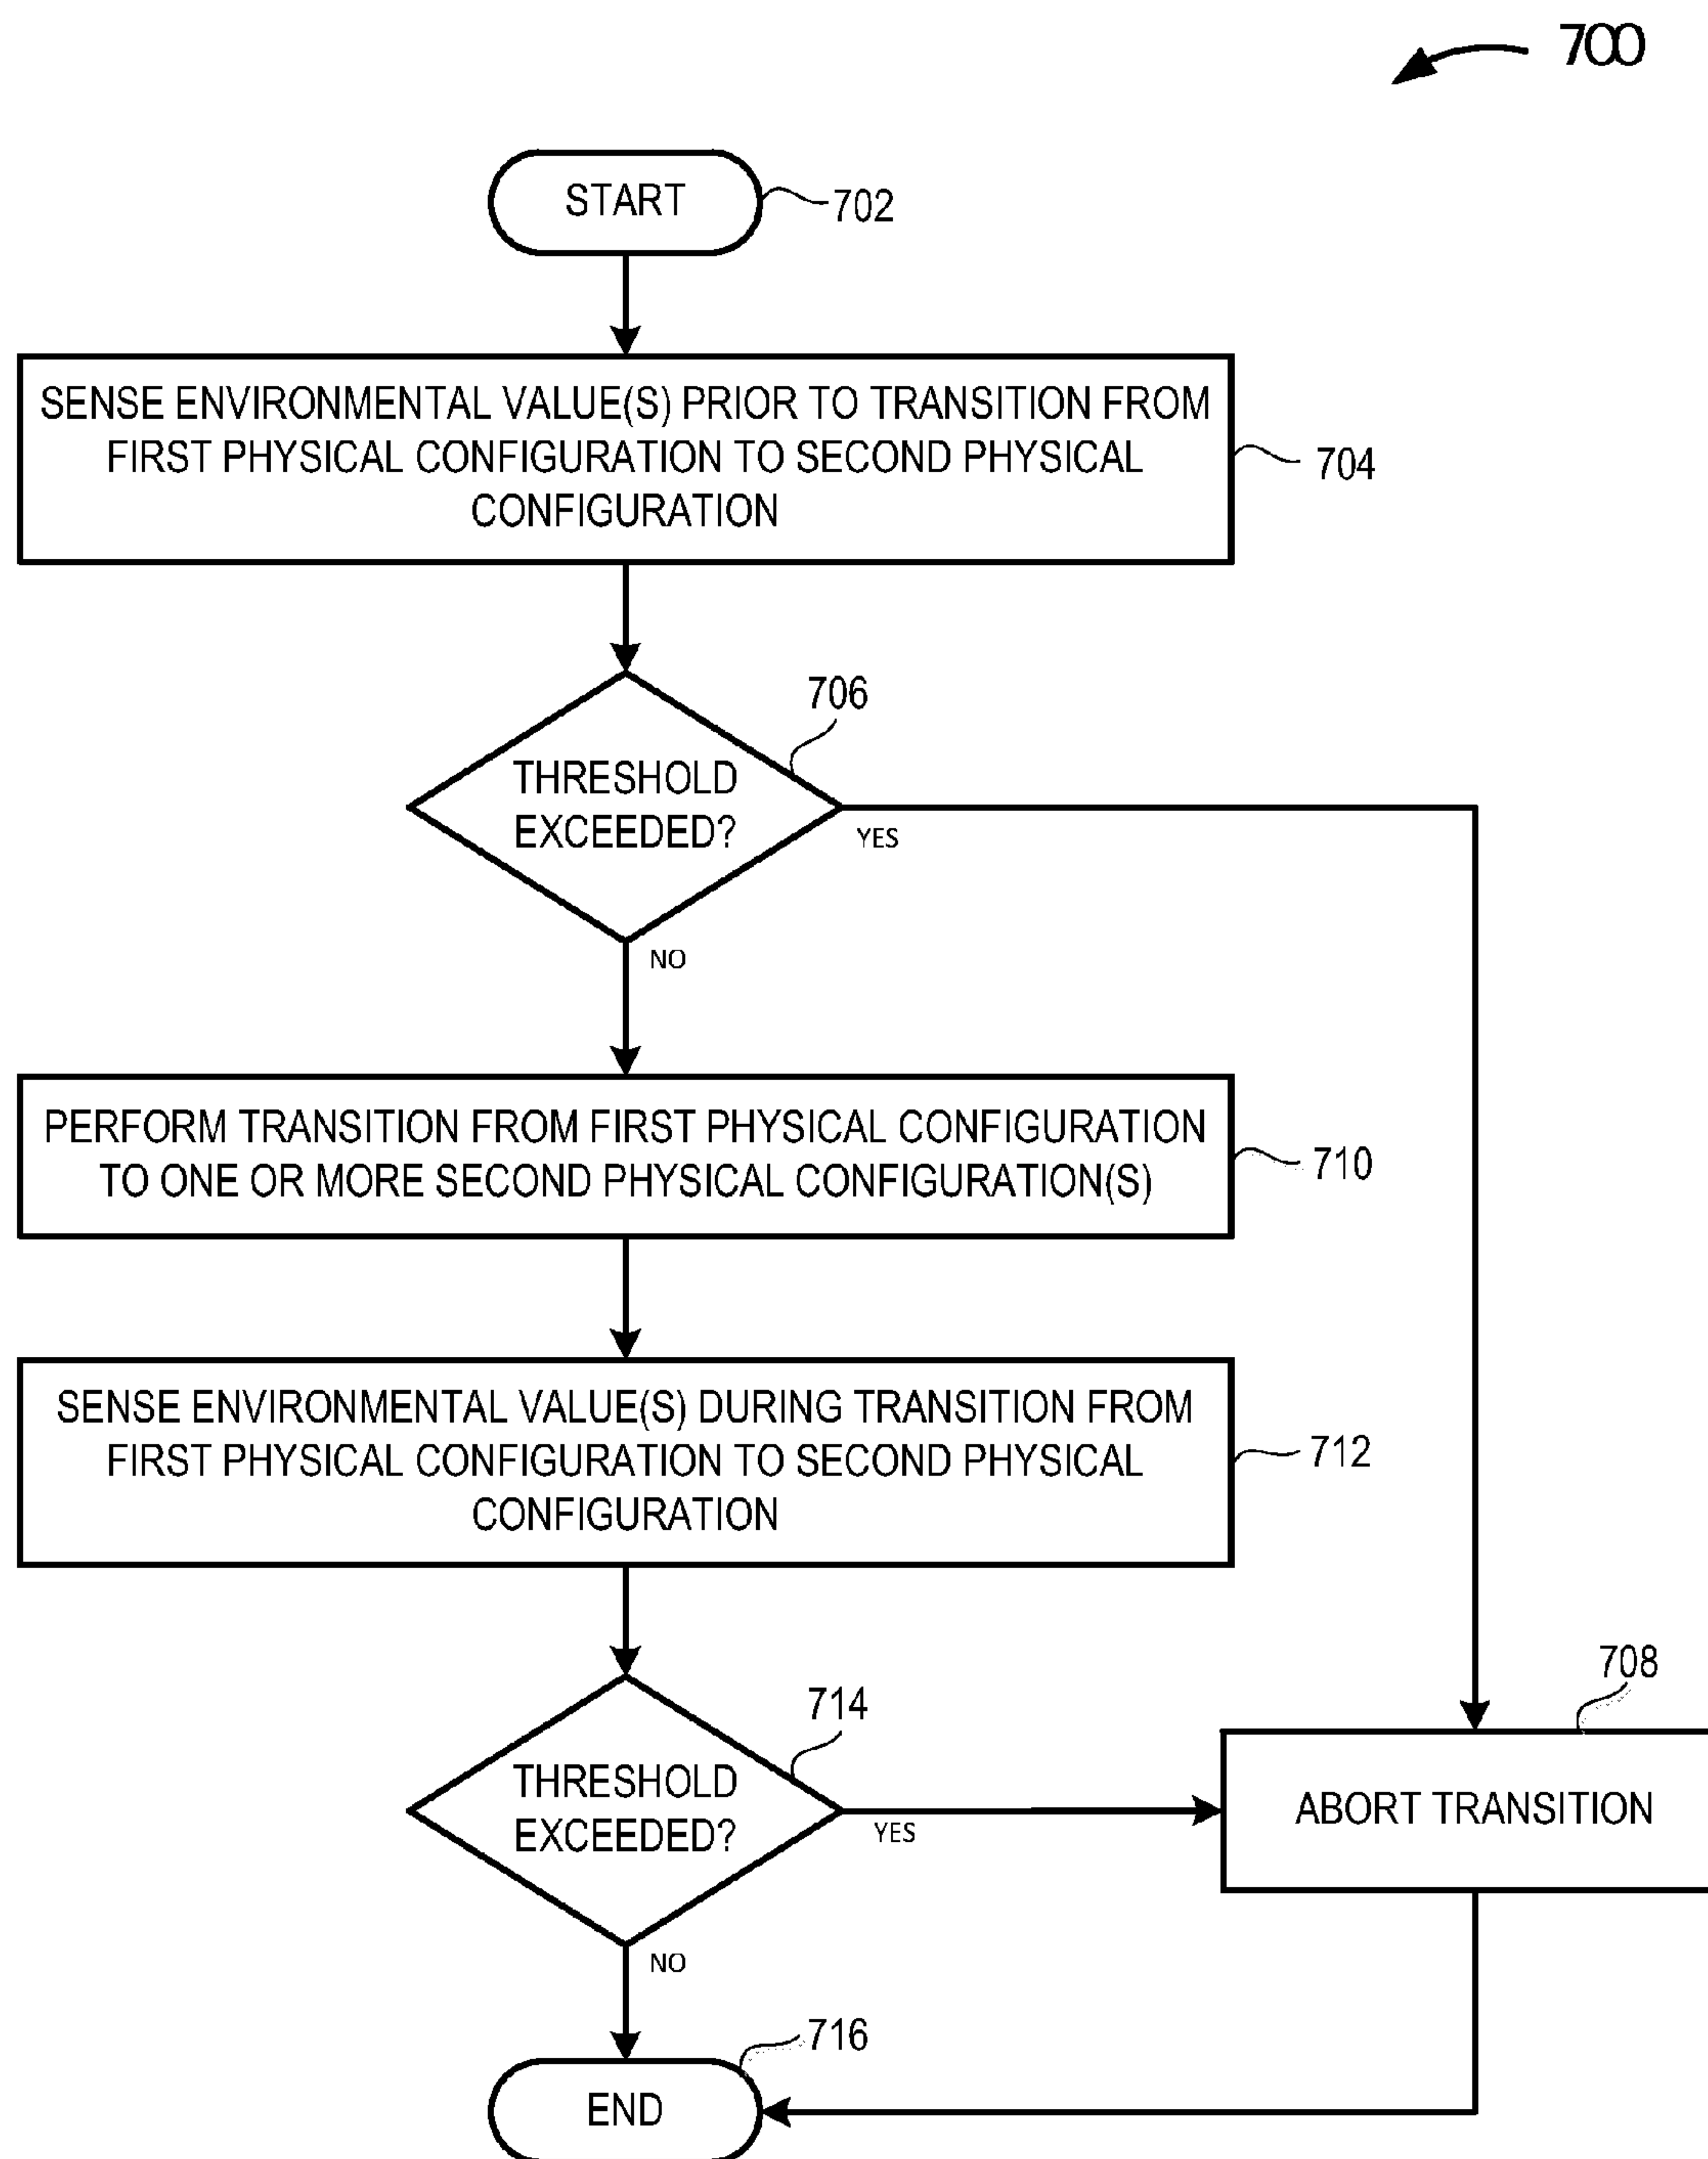 700
START
702
SENSE ENVIRONMENTAL VALUE(S) PRIOR TO TRANSITION FROM
FIRST PHYSICAL CONFIGURATION TO SECOND PHYSICAL
CONFIGURATION
704
706
THRESHOLD
EXCEEDED?
YES
NO
PERFORM TRANSITION FROM FIRST PHYSICAL CONFIGURATION
TO ONE OR MORE SECOND PHYSICAL CONFIGURATION(S)
710
SENSE ENVIRONMENTAL VALUE(S) DURING TRANSITION FROM
FIRST PHYSICAL CONFIGURATION TO SECOND PHYSICAL
CONFIGURATION
712
708
714
THRESHOLD
EXCEEDED?
YES
ABORT TRANSITION
NO
716
END